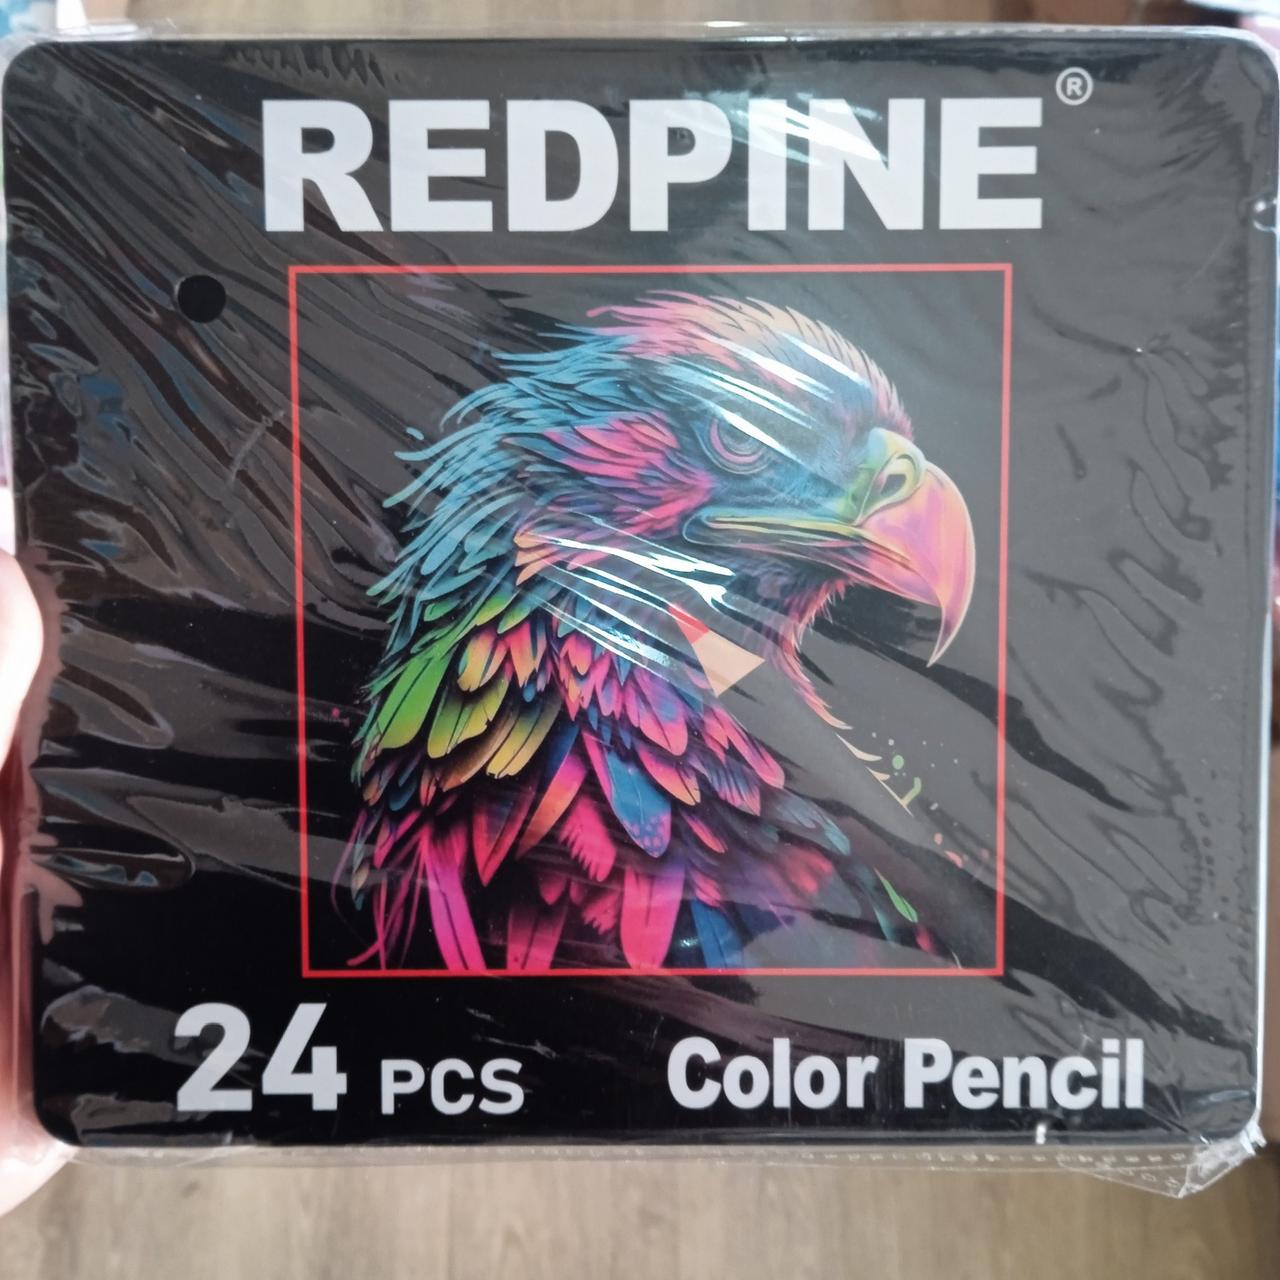 REDPINE®
24 PCS
Color Pencil